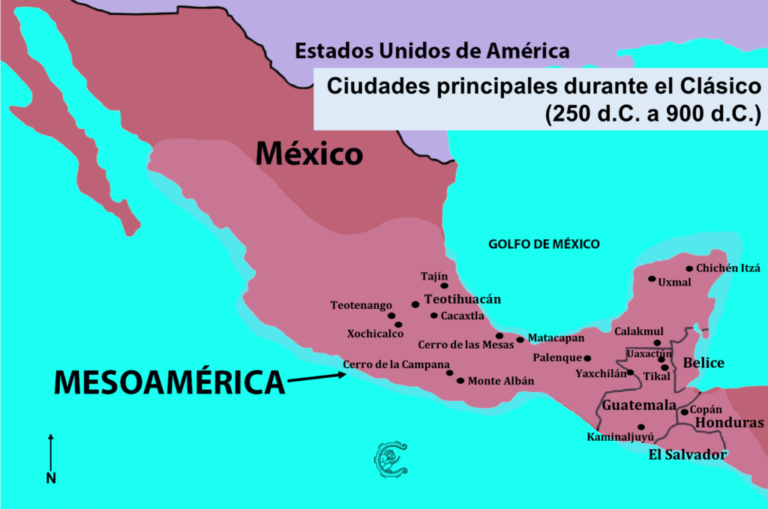 Estados Unidos de América
Ciudades principales durante el Clásico
(250 d.C. a 900 d.C.)
México
GOLFO DE MÉXICO
Chichén Itzá
Uxmal
Tajín
Teotihuacán
Teotenango
Cacaxtla
Xochicalco
Calakmul
Matacapan
Cerro de las Mesas
Uaxactún
Palenque
Belice
Cerro de la Campana
Yaxchilán
Tikal
MESOAMÉRICA
Monte Albán
Guatemala
Copán
Honduras
Kaminaljuyú
El Salvador
N